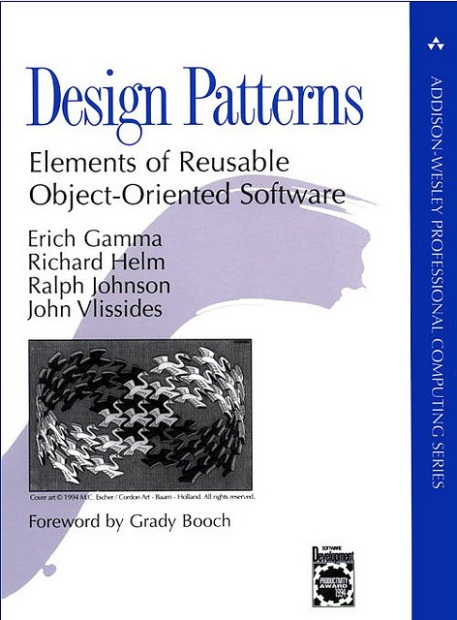 Design Patterns
Elements of Reusable
Object-Oriented Software
Erich Gamma
Richard Helm
Ralph Johnson
John Vlissides
Cover art © 1994 M.C. Escher / Cordon Art - Baarn - Holland. All rights reserved.
Foreword by Grady Booch
SOFTWARE
Development
PRODUCTIVITY
AWARD
1996
ADDISON-WESLEY PROFESSIONAL COMPUTING SERIES